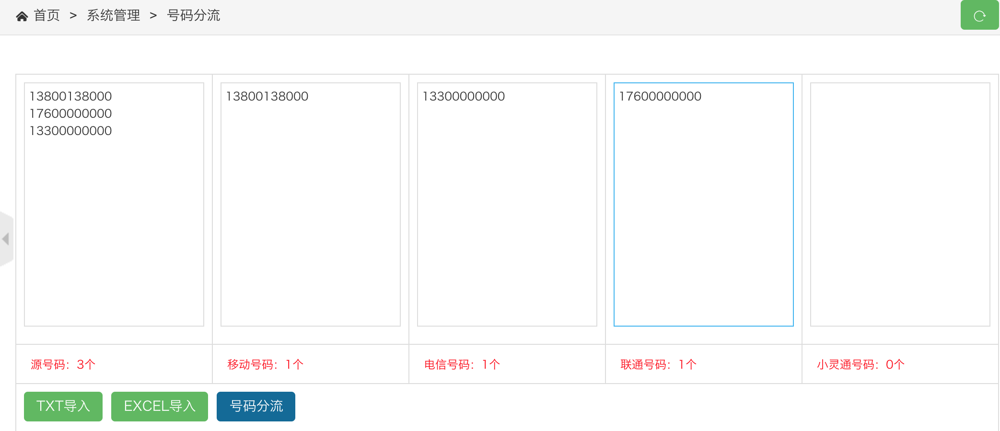 首页 > 系统管理 > 号码分流
13800138000
17600000000
13300000000
13800138000
13300000000
17600000000
源号码：3个
移动号码：1个
电信号码：1个
联通号码：1个
小灵通号码：0个
TXT导入
EXCEL导入
号码分流